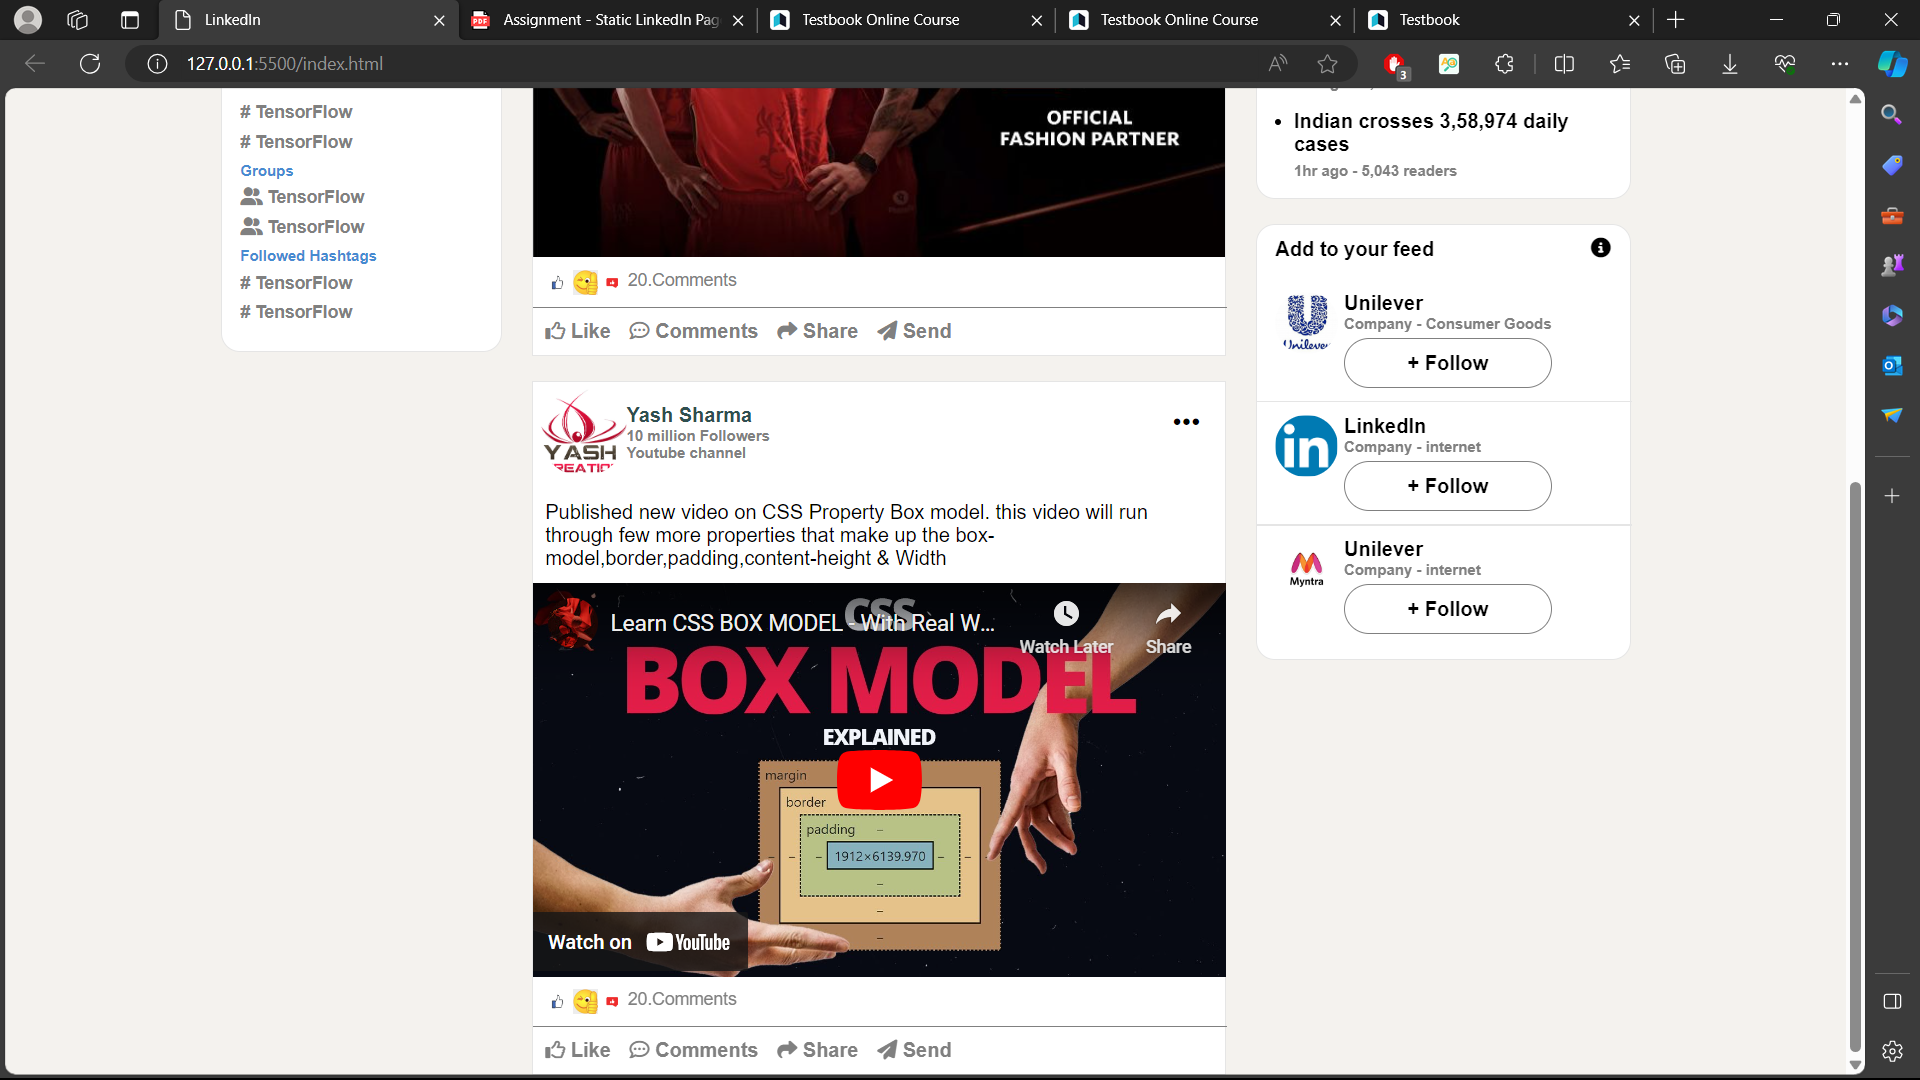 LinkedIn
Assignment - Static LinkedIn Pag
Testbook Online Course
Testbook Online Course
Testbook
127.0.0.1:5500/index.html
3
# TensorFlow
# TensorFlow
Groups
TensorFlow
TensorFlow
Followed Hashtags
# TensorFlow
# TensorFlow
OFFICIAL
FASHION PARTNER
20.Comments
Like
Comments
Share
Send
Yash Sharma
10 million Followers
Youtube channel
YASH
REATIO
Published new video on CSS Property Box model. this video will run
through few more properties that make up the box-
model,border,padding,content-height & Width
Learn CSS BOX MODEL - With Real W...
CSS
Watch Later
Share
BOX MODEL
EXPLAINED
margin
border
padding
1912×6139.970
Watch on YouTube
20.Comments
Like
Comments
Share
Send
Indian crosses 3,58,974 daily
cases
1hr ago - 5,043 readers
Add to your feed
Unilever
Company - Consumer Goods
+ Follow
Unilever
LinkedIn
Company - internet
+ Follow
in
Unilever
Company - internet
+ Follow
Myntra